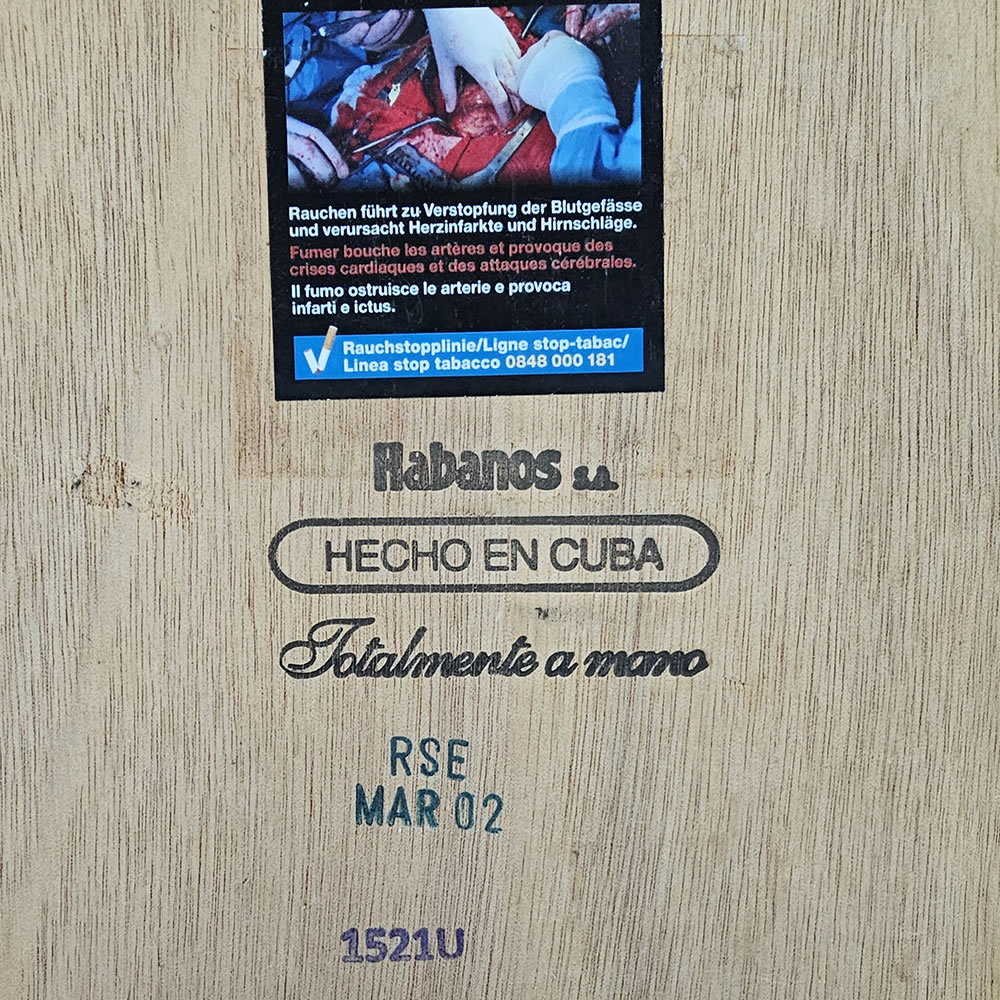 Rauchen führt zu Verstopfung der Blutgefässe
und verursacht Herzinfarkte und Hirnschläge.
Fumer bouche les artères et provoque des
crises cardiaques et des attaques cérébrales.
Il fumo ostruisce le arterie e provoca
infarti e ictus.
Rauchstopplinie/Ligne stop-tabac/
Linea stop tabacco 0848 000 181
Habanos s.a.
HECHO EN CUBA
Totalmente a mano
RSE
MAR 02
1521U